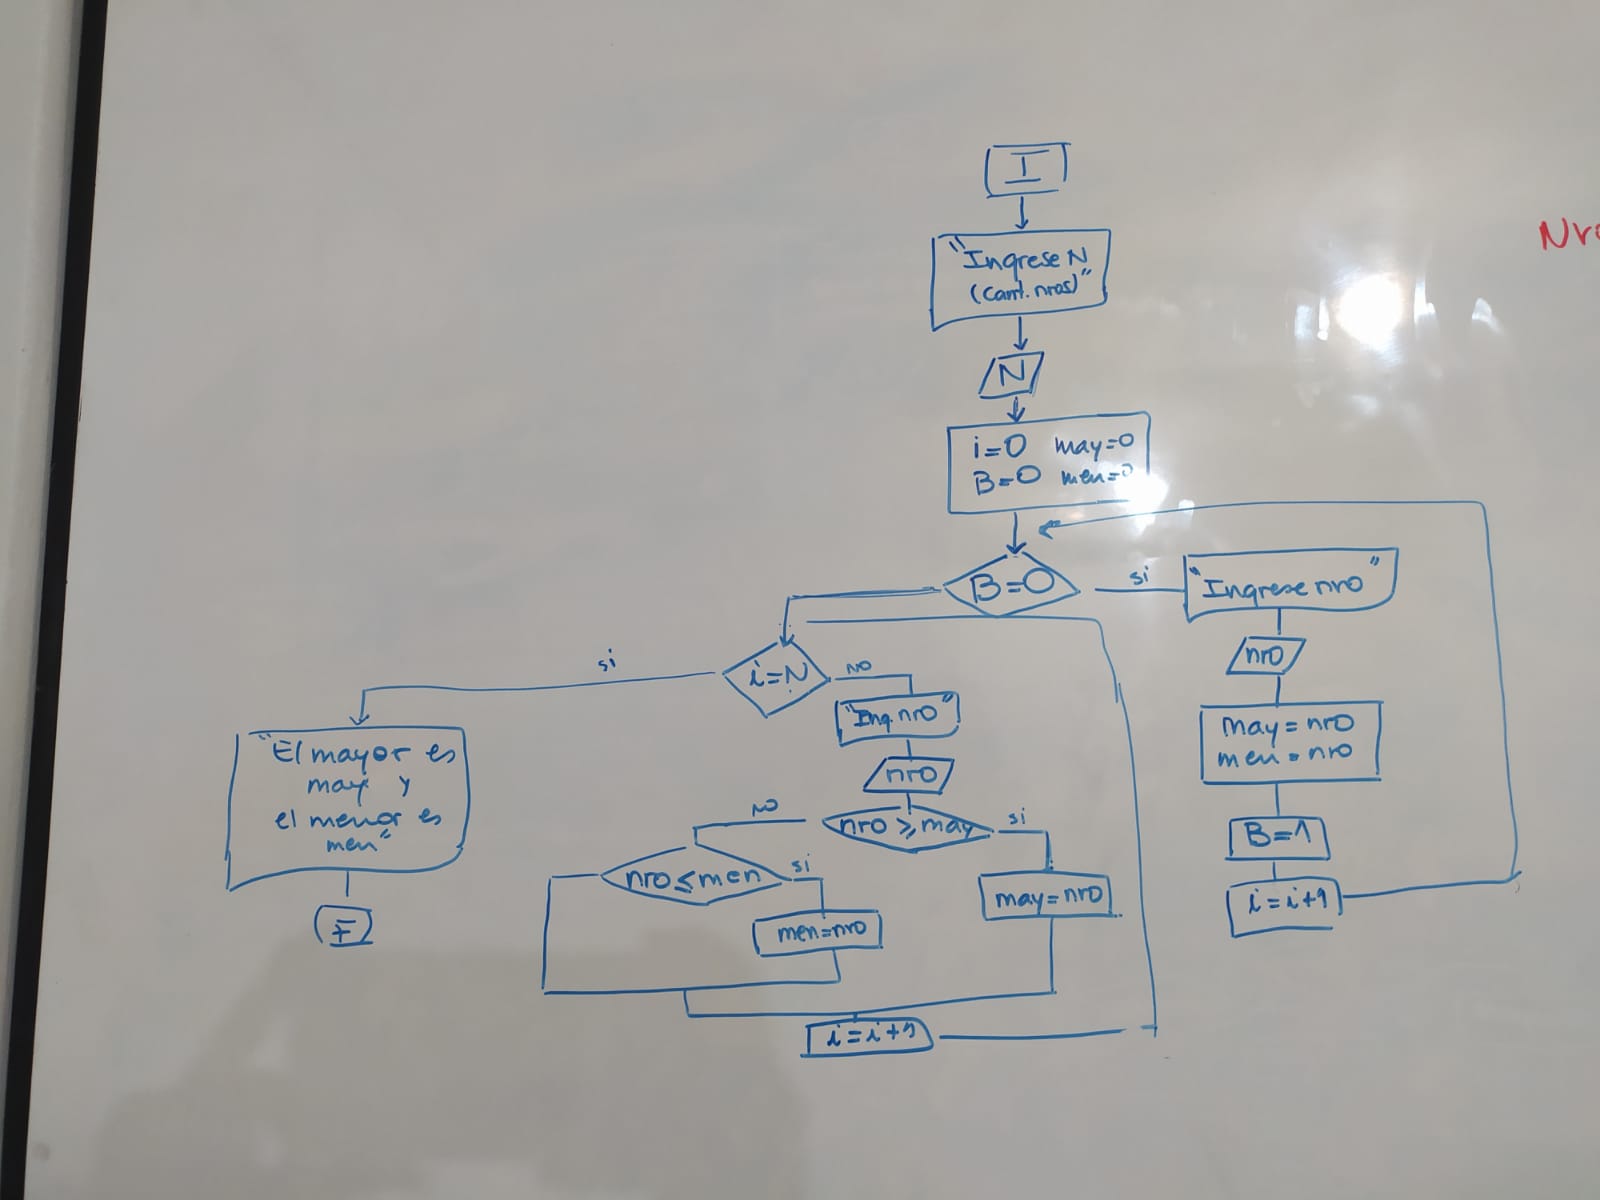 I
"Ingrese N
(cant. nros)"
N
i=0 may=0
B=0 men=0
B=0
si
"Ingrese nro"
nro
may=nro
men=nro
B=1
i=i+1
i=N
si
"El mayor es
may y
el menor es
men"
F
NO
"Ing. nro"
nro
nro≥may
si
may=nro
NO
nro≤men
si
men=nro
i=i+1